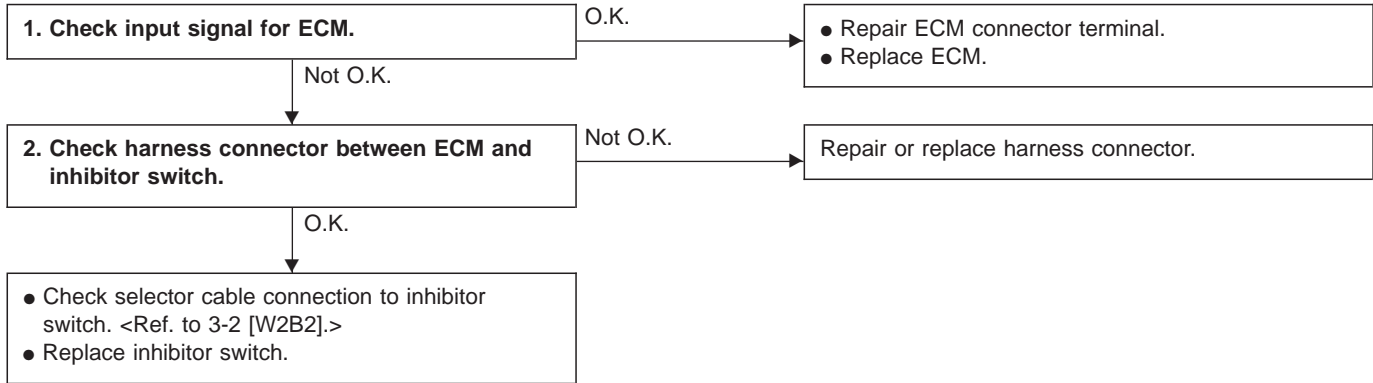 1. Check input signal for ECM.
O.K.
● Repair ECM connector terminal.
● Replace ECM.
Not O.K.
2. Check harness connector between ECM and
inhibitor switch.
Not O.K.
Repair or replace harness connector.
O.K.
● Check selector cable connection to inhibitor
switch. <Ref. to 3-2 [W2B2].>
● Replace inhibitor switch.